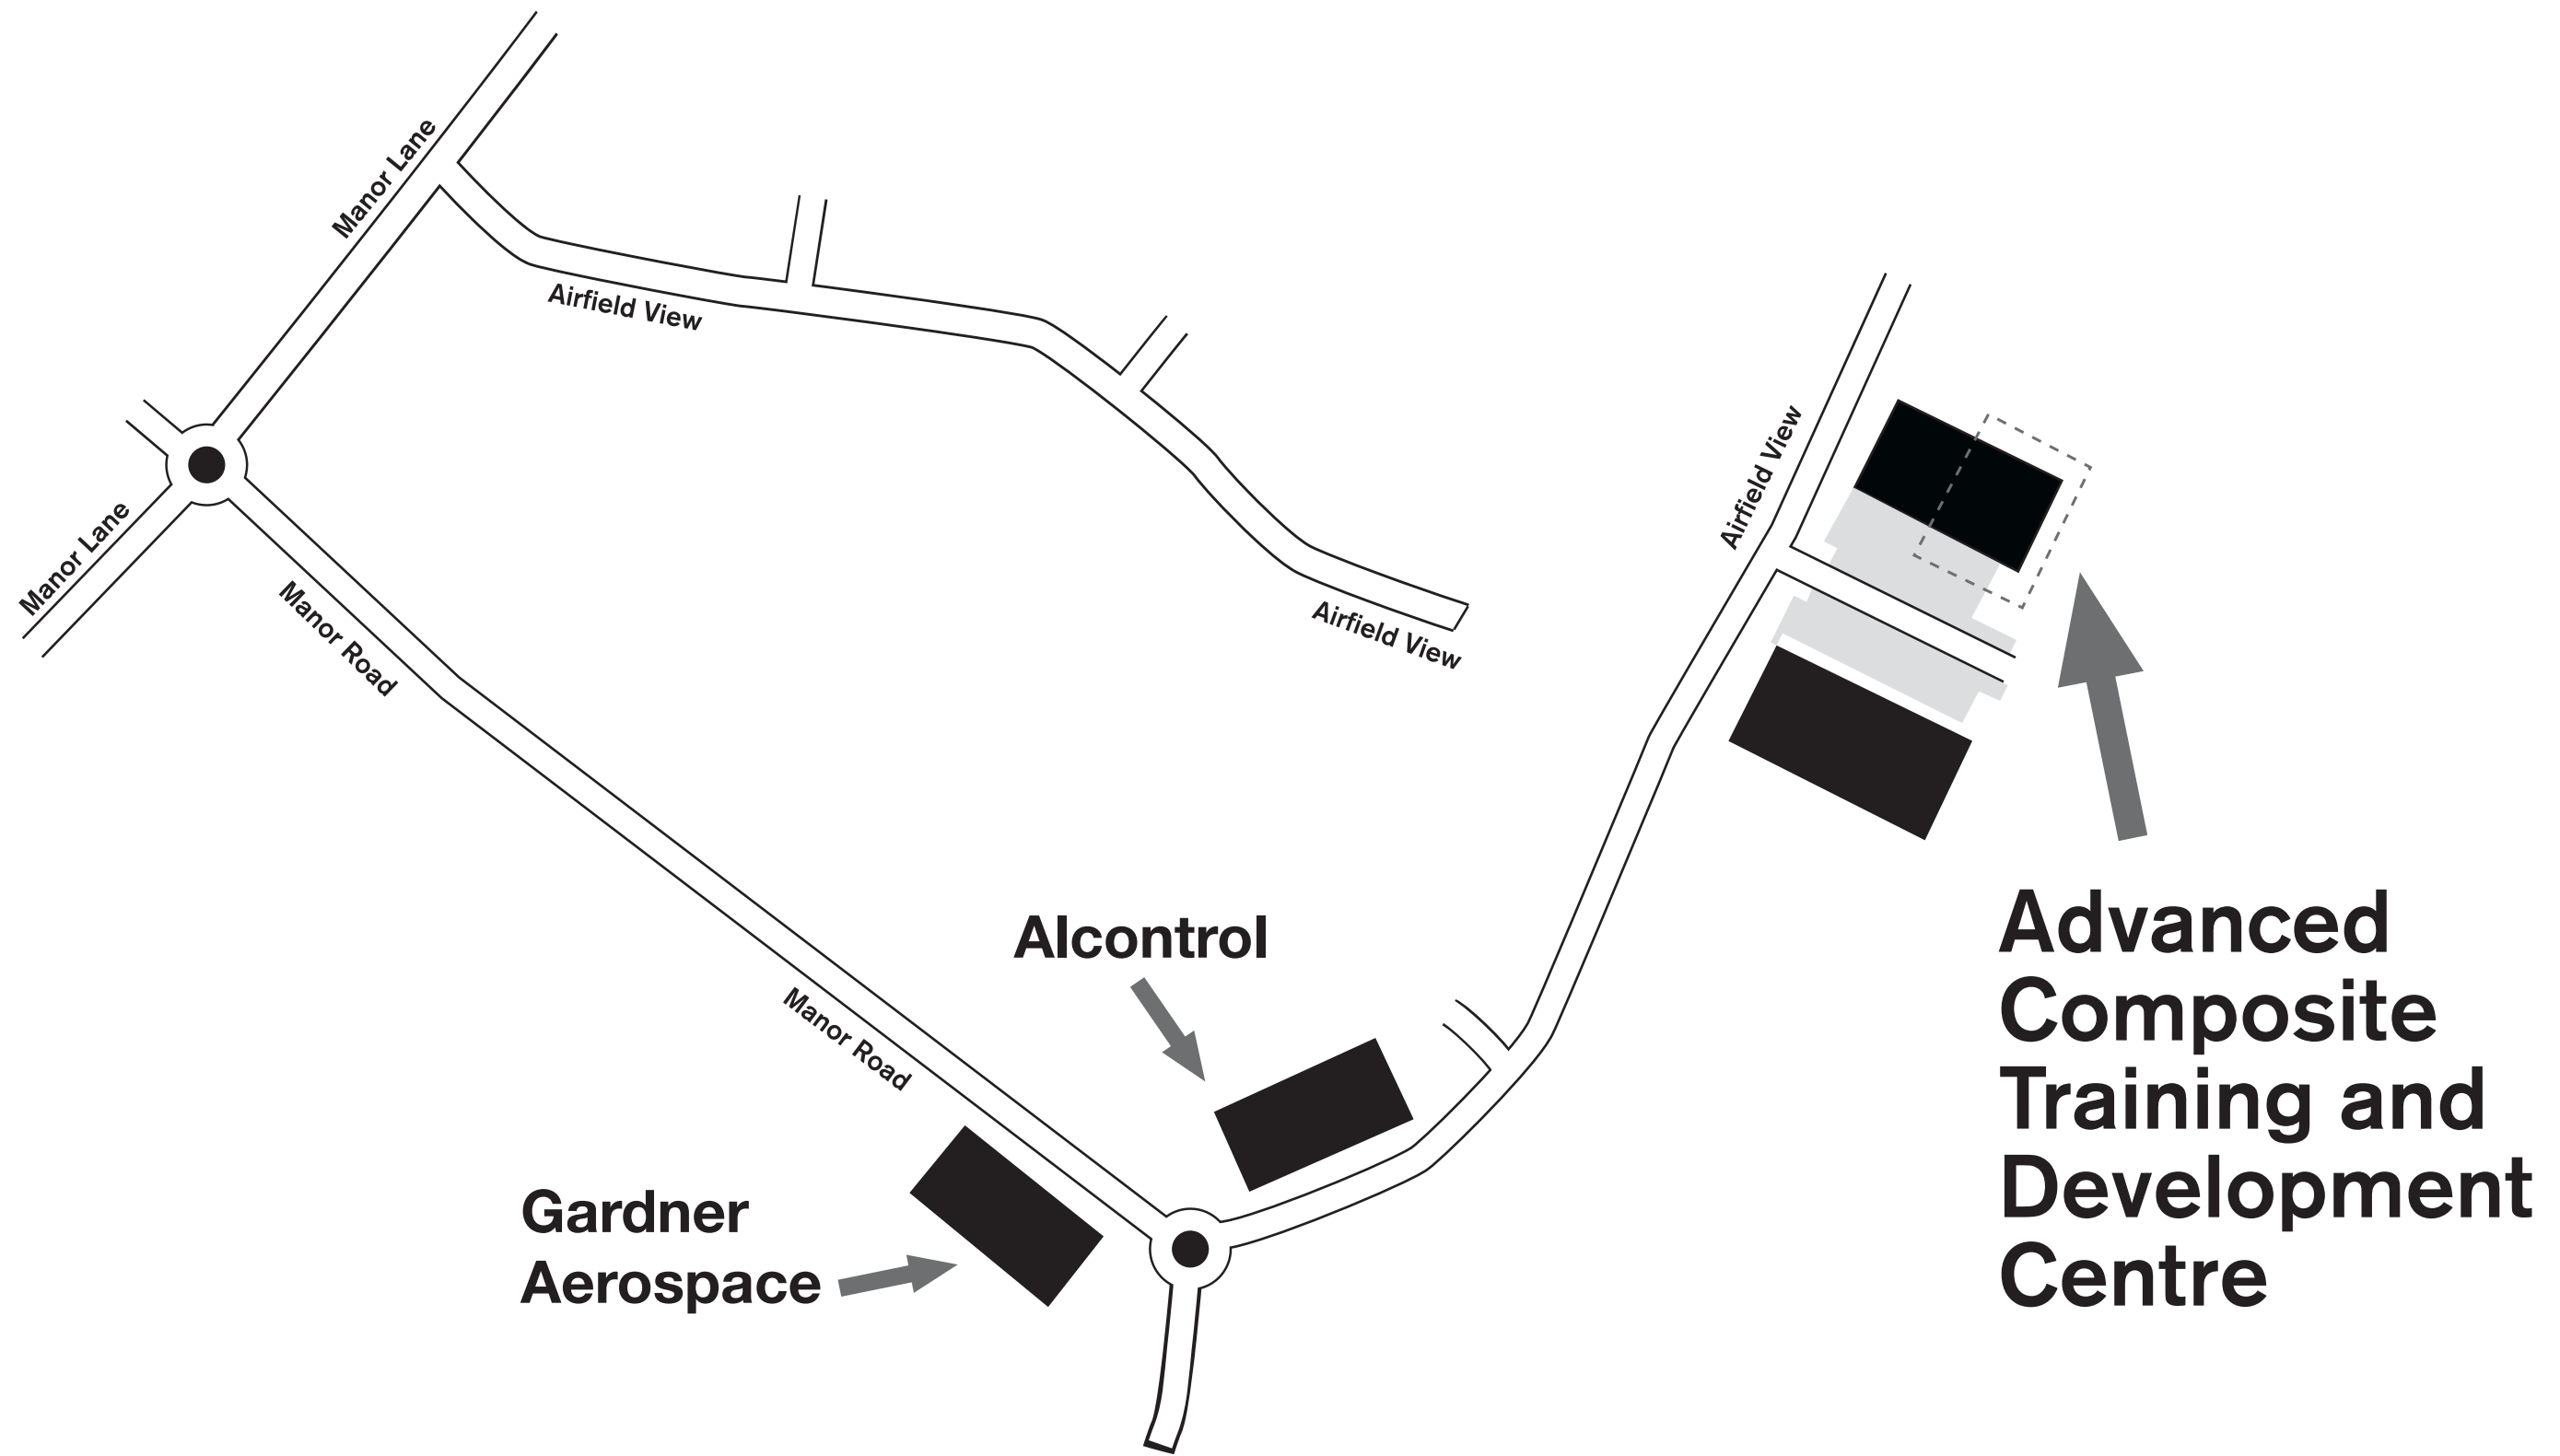 Manor Lane
Airfield View
Airfield View
Manor Lane
Manor Road
Airfield View
Manor Road
Alcontrol
Gardner
Aerospace
Advanced
Composite
Training and
Development
Centre